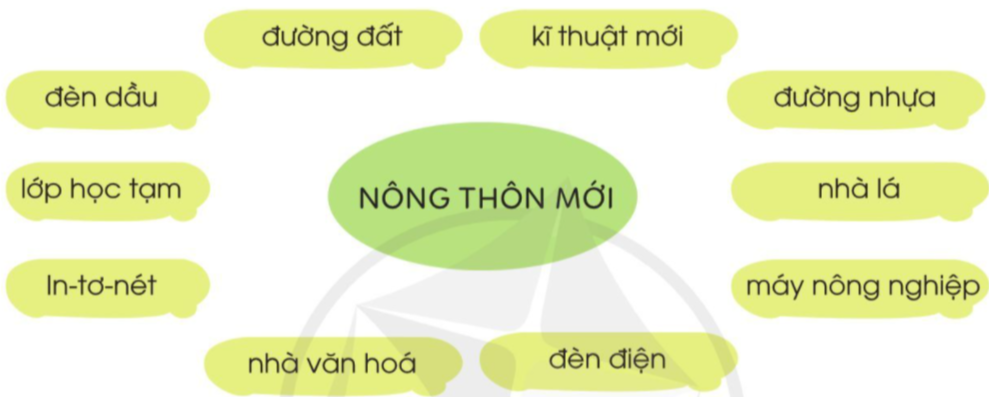 đường đất
kĩ thuật mới
đèn dầu
đường nhựa
lớp học tạm
NÔNG THÔN MỚI
nhà lá
In-tơ-nét
máy nông nghiệp
nhà văn hoá
đèn điện